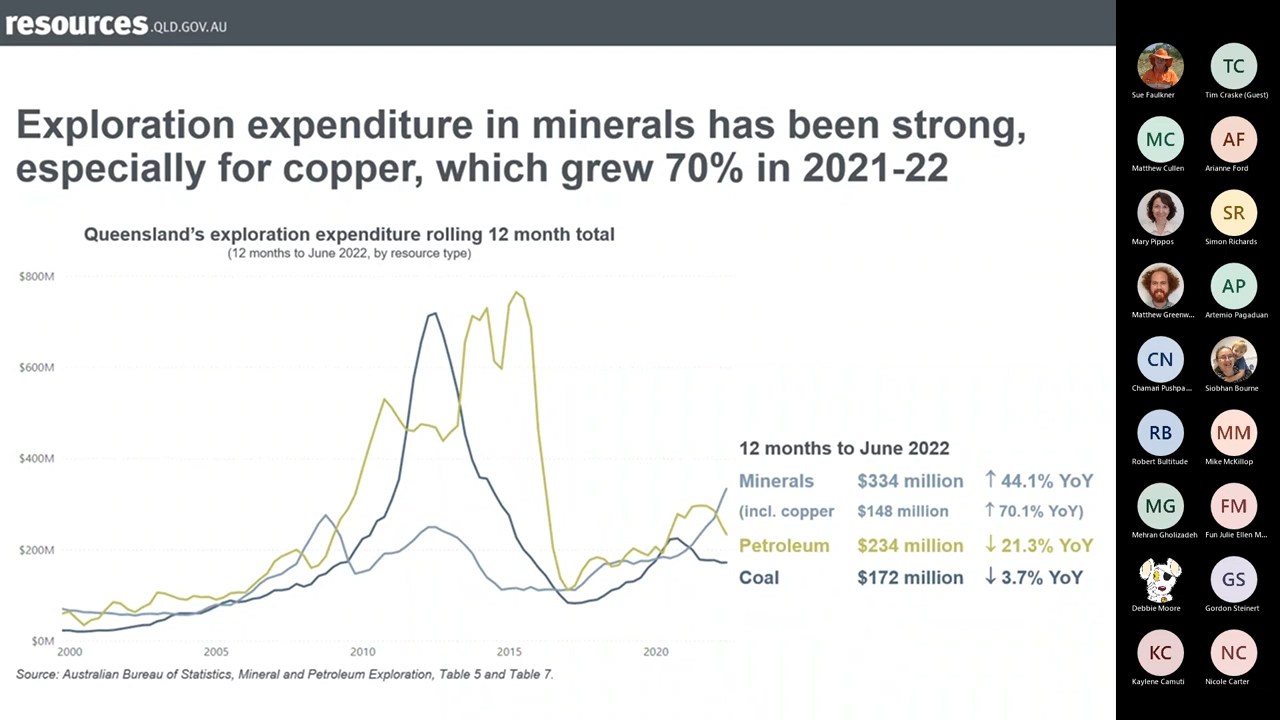 resources.QLD.GOV.AU
Exploration expenditure in minerals has been strong,
especially for copper, which grew 70% in 2021-22
Queensland's exploration expenditure rolling 12 month total
(12 months to June 2022, by resource type)
$800M
$600M
$400M
$200M
$0M
2000 2005 2010 2015 2020
12 months to June 2022
Minerals $334 million ↑ 44.1% YoY
(incl. copper $148 million ↑ 70.1% YoY)
Petroleum $234 million ↓ 21.3% YoY
Coal $172 million ↓ 3.7% YoY
Source: Australian Bureau of Statistics, Mineral and Petroleum Exploration, Table 5 and Table 7.
TC
Sue Faulkner Tim Craske (Guest)
MC AF
Matthew Cullen Arianne Ford
SR
Mary Pippos Simon Richards
AP
Matthew Greenw... Artemio Pagaduan
CN
Chamari Pushpa... Siobhan Bourne
RB MM
Robert Bultitude Mike McKillop
MG FM
Mehran Gholizadeh Fun Julie Ellen M...
GS
Debbie Moore Gordon Steinert
KC NC
Kaylene Camuti Nicole Carter